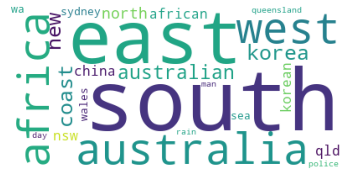 wa
sydney
north
african
queensland
new
east
west
korea
africa
coast
china
australian
korean
wales
south
man
sea
day
nsw
australia
rain
qld
police